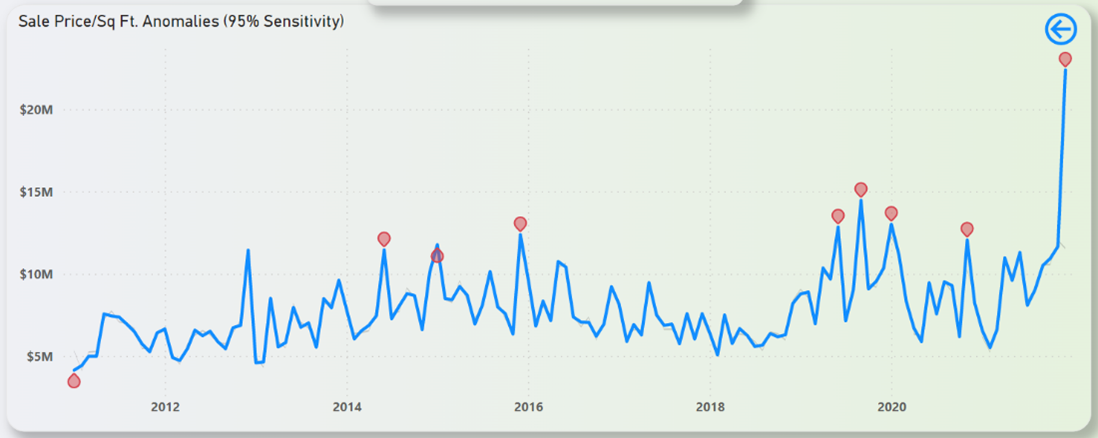 Sale Price/Sq Ft. Anomalies (95% Sensitivity)
$20M
$15M
$10M
$5M
2012 2014 2016 2018 2020